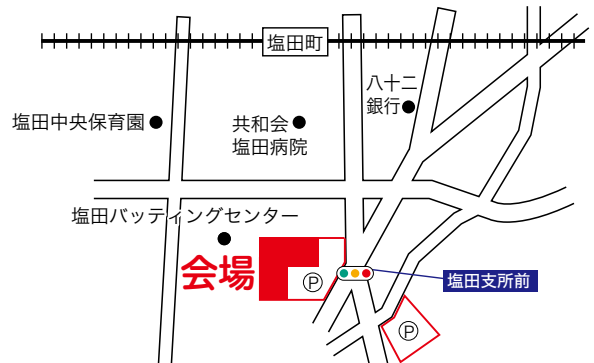 塩田町
八十二
銀行
塩田中央保育園
共和会
塩田病院
塩田バッティングセンター
会場
P
塩田支所前
P